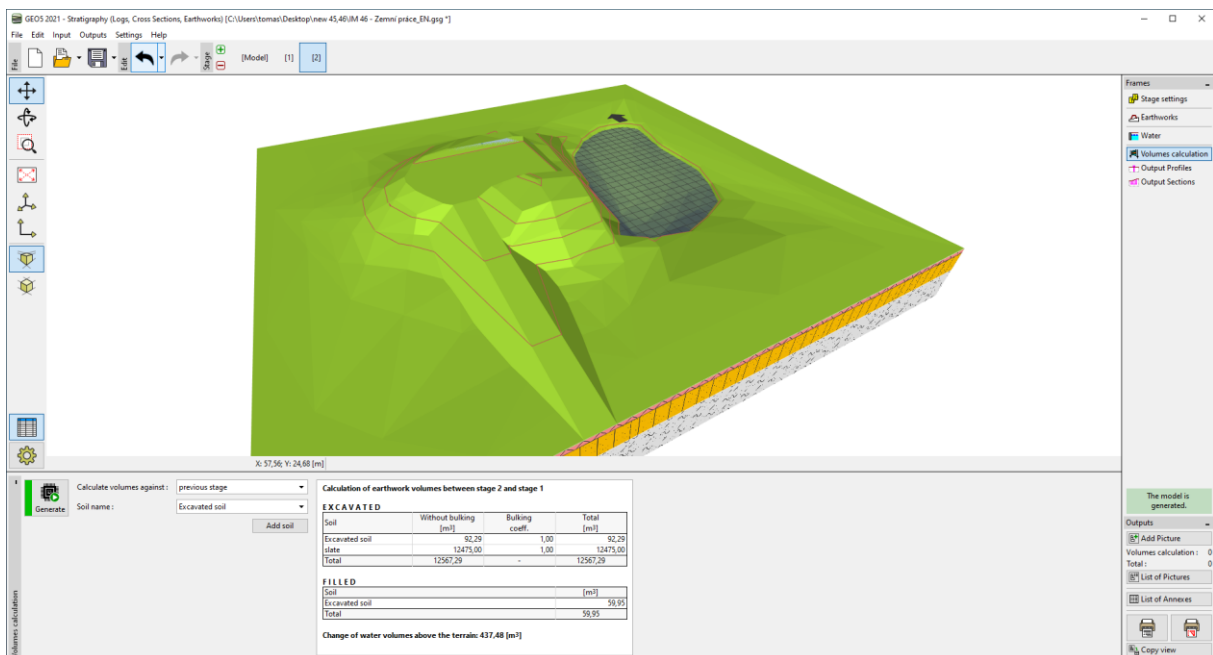 GEO5 2021 - Stratigraphy (Logs, Cross Sections, Earthworks) [C:\Users\tomas\Desktop\new 45,46\IM 46 - Zemní práce_EN.gsg *]
File Edit Input Outputs Settings Help
File
Edit
Stage
[Model] [1] [2]
Frames
Stage settings
Earthworks
Water
Volumes calculation
Output Profiles
Output Sections
X: 57,56; Y: 24,68 [m]
Volumes calculation
Generate
Calculate volumes against : previous stage
Soil name : Excavated soil
Add soil
Calculation of earthwork volumes between stage 2 and stage 1
EXCAVATED
Soil Without bulking [m3] Bulking coeff. Total [m3]
Excavated soil 92,29 1,00 92,29
slate 12475,00 1,00 12475,00
Total 12567,29 - 12567,29
FILLED
Soil [m3]
Excavated soil 59,95
Total 59,95
Change of water volumes above the terrain: 437,48 [m3]
The model is
generated.
Outputs
Add Picture
Volumes calculation : 0
Total : 0
List of Pictures
List of Annexes
Copy view